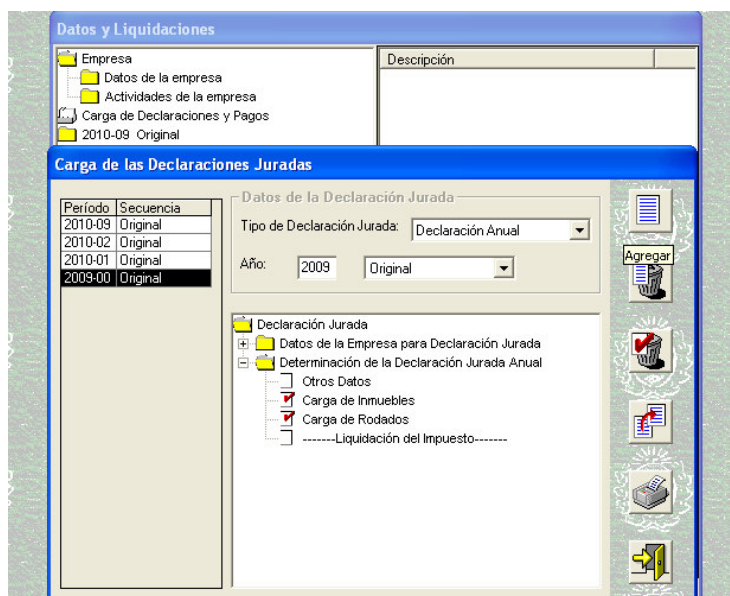 Datos y Liquidaciones
Empresa
Datos de la empresa
Actividades de la empresa
Carga de Declaraciones y Pagos
2010-09 Original
Descripción
Carga de las Declaraciones Juradas
Período Secuencia
2010-09 Original
2010-02 Original
2010-01 Original
2009-00 Original
Datos de la Declaración Jurada
Tipo de Declaración Jurada: Declaración Anual
Año: 2009 Original
Declaración Jurada
Datos de la Empresa para Declaración Jurada
Determinación de la Declaración Jurada Anual
Otros Datos
Carga de Inmuebles
Carga de Rodados
-------Liquidación del Impuesto-------
Agregar